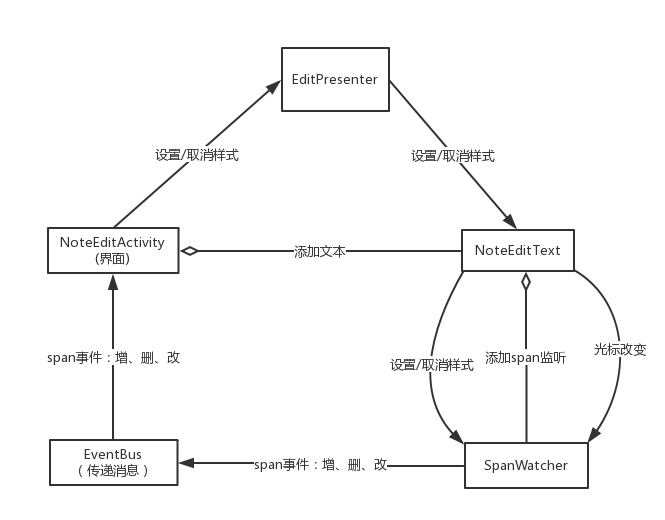 EditPresenter
设置/取消样式
设置/取消样式
NoteEditActivity
(界面)
添加文本
NoteEditText
span事件：增、删、改
设置/取消样式
添加span监听
光标改变
EventBus
（传递消息）
span事件：增、删、改
SpanWatcher